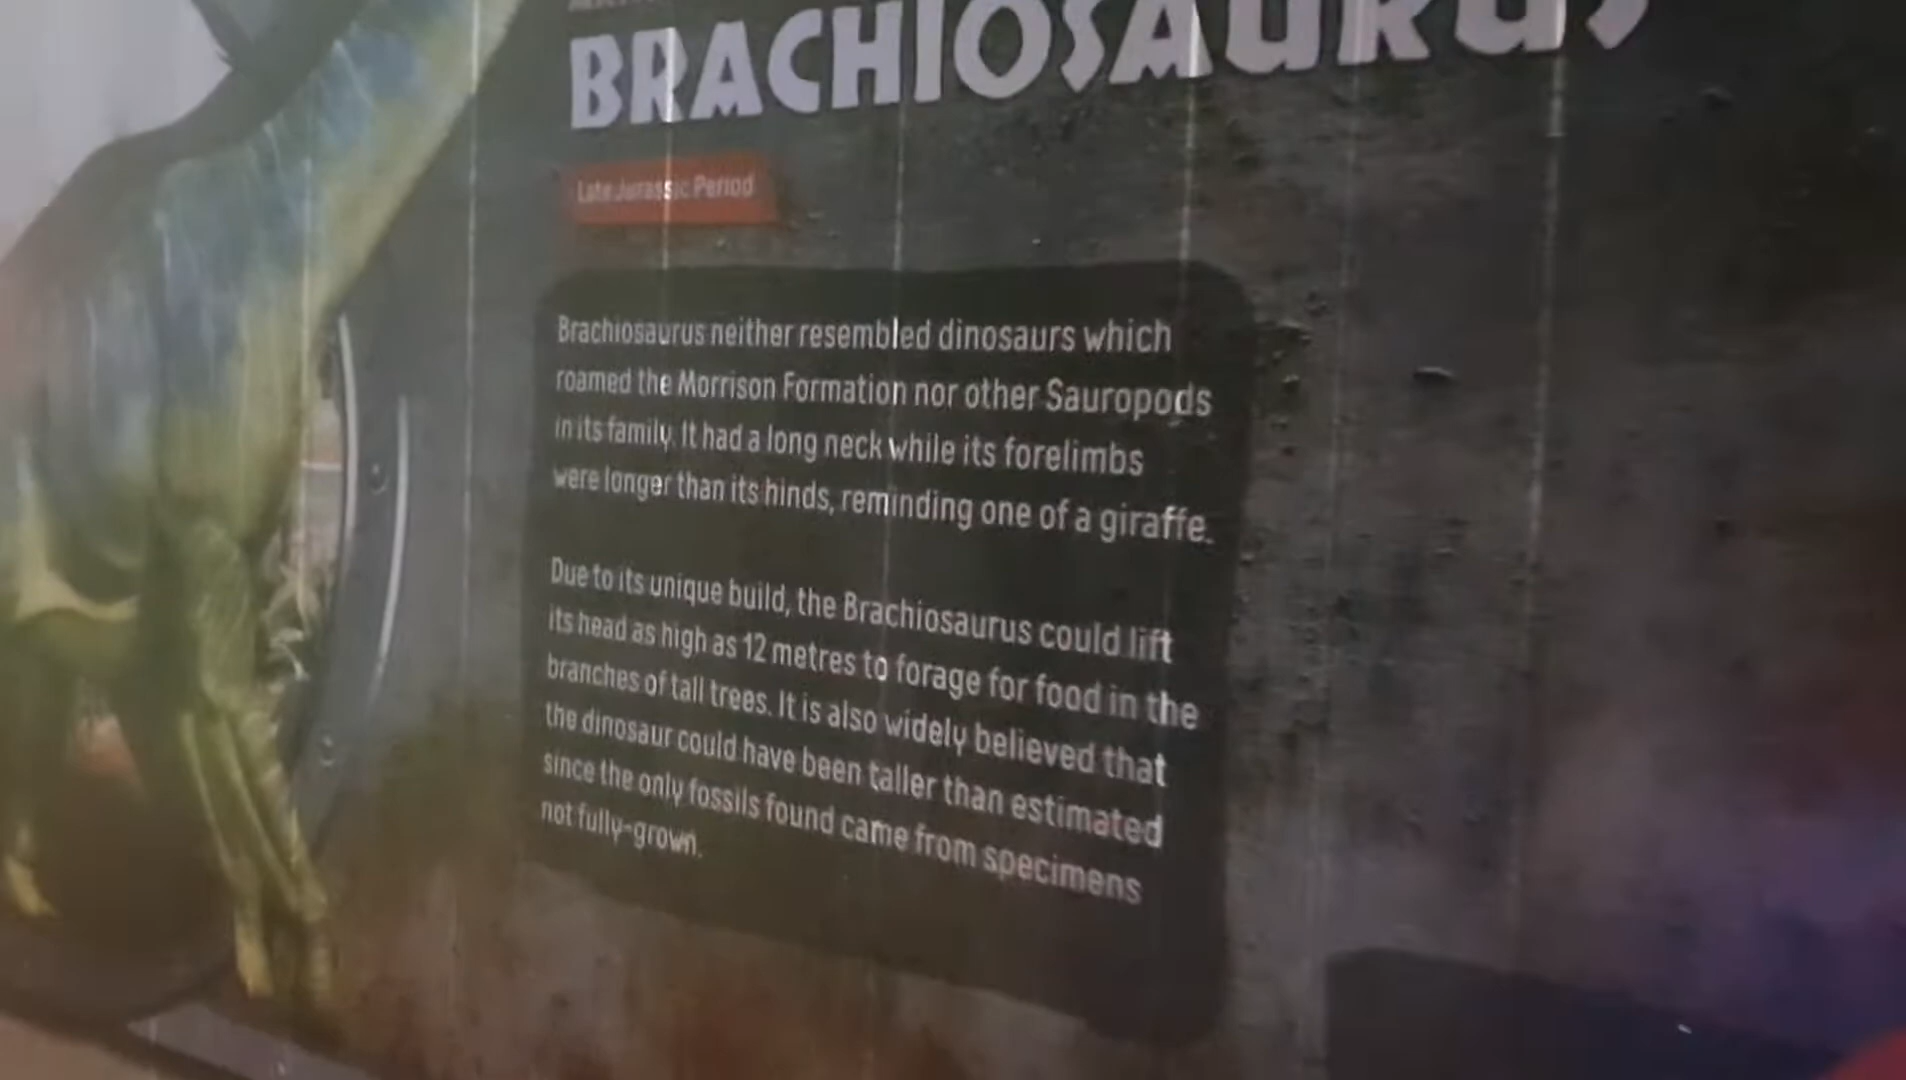 BRACHIOSAURUS
Late Jurassic Period
Brachiosaurus neither resembled dinosaurs which
roamed the Morrison Formation nor other Sauropods
in its family. It had a long neck while its forelimbs
were longer than its hinds, reminding one of a giraffe.
Due to its unique build, the Brachiosaurus could lift
its head as high as 12 metres to forage for food in the
branches of tall trees. It is also widely believed that
the dinosaur could have been taller than estimated
since the only fossils found came from specimens
not fully-grown.